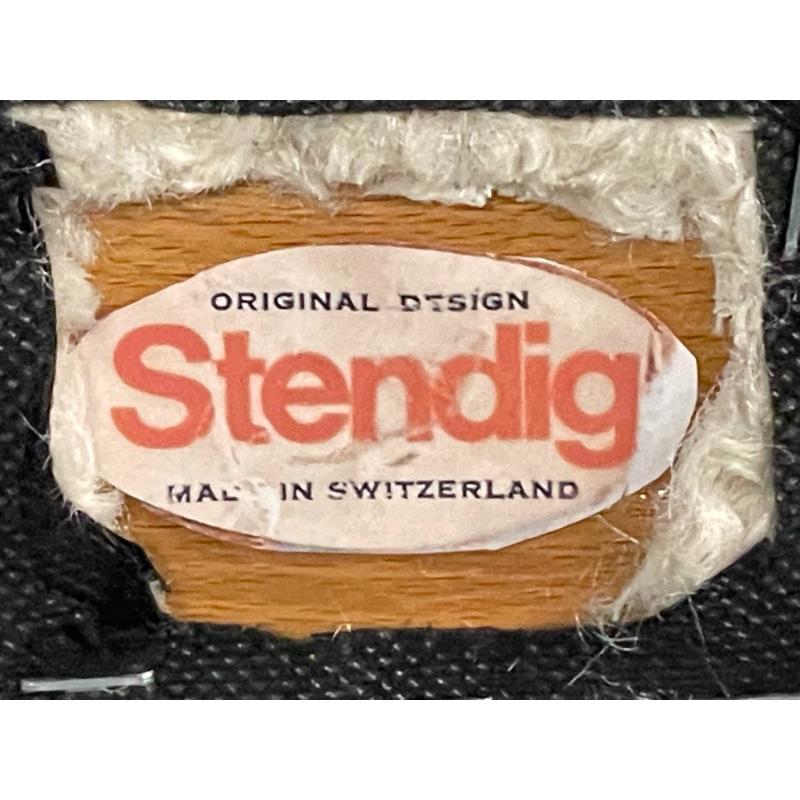 ORIGINAL DESIGN
Stendig
MADE IN SWITZERLAND